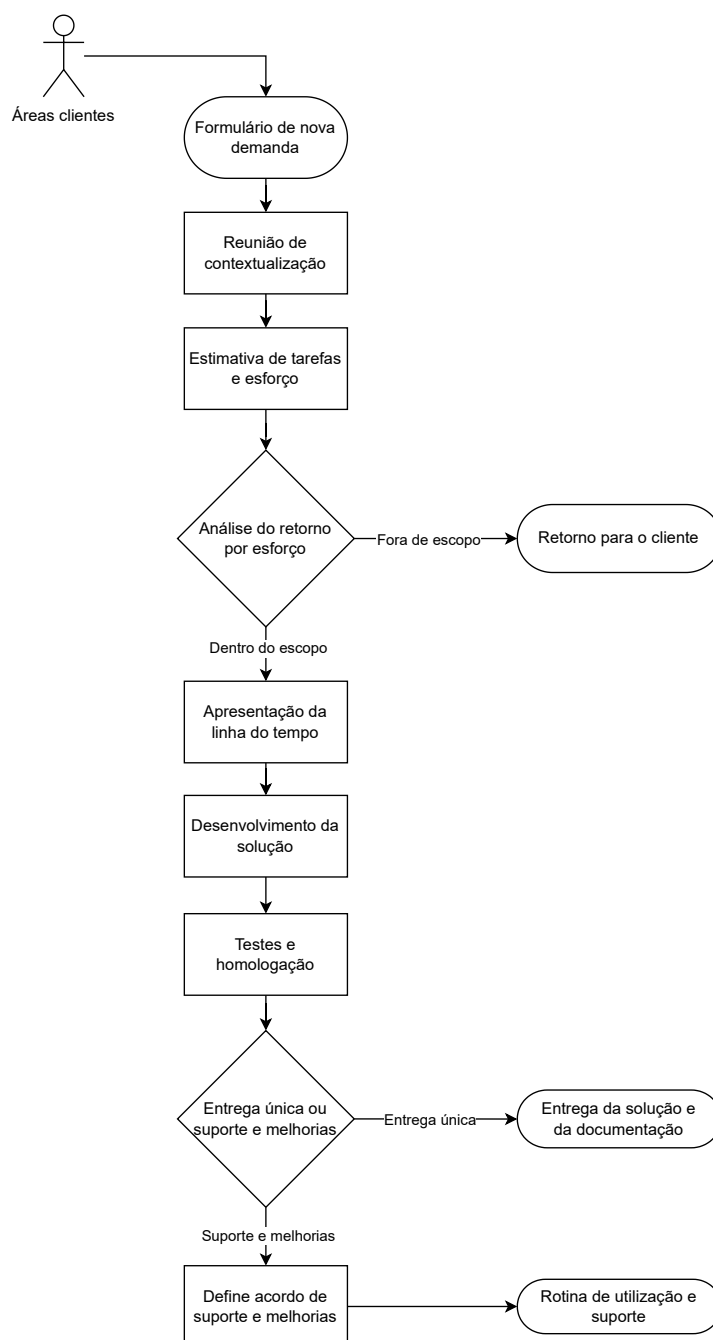 Áreas clientes
Formulário de nova
demanda
Reunião de
contextualização
Estimativa de tarefas
e esforço
Análise do retorno
por esforço
Fora de escopo
Retorno para o cliente
Dentro do escopo
Apresentação da
linha do tempo
Desenvolvimento da
solução
Testes e
homologação
Entrega única ou
suporte e melhorias
Entrega única
Entrega da solução e
da documentação
Suporte e melhorias
Define acordo de
suporte e melhorias
Rotina de utilização e
suporte